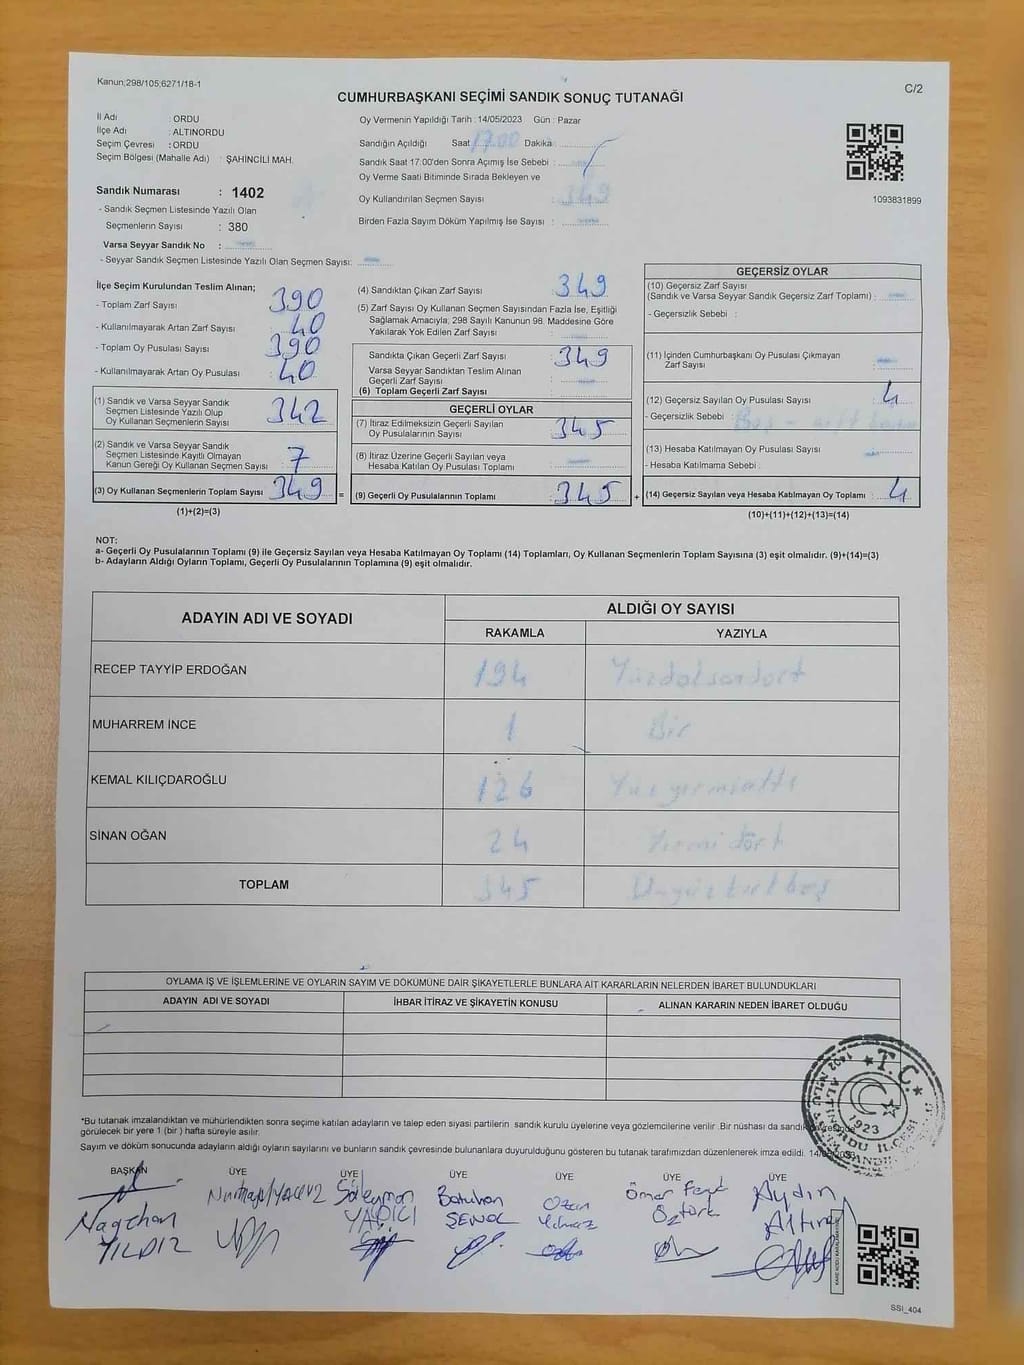 Kanun;298/105;6271/18-1
C/2
CUMHURBAŞKANI SEÇİMİ SANDIK SONUÇ TUTANAĞI
İl Adı : ORDU
İlçe Adı : ALTINORDU
Seçim Çevresi : ORDU
Seçim Bölgesi (Mahalle Adı) : ŞAHİNCİLİ MAH.
Oy Vermenin Yapıldığı Tarih : 14/05/2023 Gün : Pazar
Sandığın Açıldığı Saat 17.00 Dakika
Sandık Saat 17:00'den Sonra Açımış İse Sebebi :
Oy Verme Saati Bitiminde Sırada Bekleyen ve
Oy Kullandırılan Seçmen Sayısı : 349
Birden Fazla Sayım Döküm Yapılmış İse Sayısı : —
1093831899
Sandık Numarası : 1402
- Sandık Seçmen Listesinde Yazılı Olan
Seçmenlerin Sayısı : 380
Varsa Seyyar Sandık No : —
- Seyyar Sandık Seçmen Listesinde Yazılı Olan Seçmen Sayısı: —
İlçe Seçim Kurulundan Teslim Alınan;
- Toplam Zarf Sayısı : 390
- Kullanılmayarak Artan Zarf Sayısı : 40
- Toplam Oy Pusulası Sayısı : 390
- Kullanılmayarak Artan Oy Pusulası : 40
(1) Sandık ve Varsa Seyyar Sandık
Seçmen Listesinde Yazılı Olup
Oy Kullanan Seçmenlerin Sayısı : 342
(2) Sandık ve Varsa Seyyar Sandık
Seçmen Listesinde Kayıtlı Olmayan
Kanun Gereği Oy Kullanan Seçmen Sayısı : 7
(3) Oy Kullanan Seçmenlerin Toplam Sayısı : 349 =
(1)+(2)=(3)
(4) Sandıktan Çıkan Zarf Sayısı : 349
(5) Zarf Sayısı Oy Kullanan Seçmen Sayısından Fazla İse, Eşitliği
Sağlamak Amacıyla; 298 Sayılı Kanunun 98. Maddesine Göre
Yakılarak Yok Edilen Zarf Sayısı : —
Sandıkta Çıkan Geçerli Zarf Sayısı : 349
Varsa Seyyar Sandıktan Teslim Alınan
Geçerli Zarf Sayısı : —
(6) Toplam Geçerli Zarf Sayısı :
GEÇERLİ OYLAR
(7) İtiraz Edilmeksizin Geçerli Sayılan
Oy Pusulalarının Sayısı : 345
(8) İtiraz Üzerine Geçerli Sayılan veya
Hesaba Katılan Oy Pusulası Toplamı : —
(9) Geçerli Oy Pusulalarının Toplamı : 345 +
GEÇERSİZ OYLAR
(10) Geçersiz Zarf Sayısı
(Sandık ve Varsa Seyyar Sandık Geçersiz Zarf Toplamı) : —
- Geçersizlik Sebebi :
(11) İçinden Cumhurbaşkanı Oy Pusulası Çıkmayan
Zarf Sayısı : —
(12) Geçersiz Sayılan Oy Pusulası Sayısı : 4
- Geçersizlik Sebebi : Boş -
(13) Hesaba Katılmayan Oy Pusulası Sayısı : —
- Hesaba Katılmama Sebebi :
(14) Geçersiz Sayılan veya Hesaba Katılmayan Oy Toplamı : 4
(10)+(11)+(12)+(13)=(14)
NOT:
a- Geçerli Oy Pusulalarının Toplamı (9) ile Geçersiz Sayılan veya Hesaba Katılmayan Oy Toplamı (14) Toplamları, Oy Kullanan Seçmenlerin Toplam Sayısına (3) eşit olmalıdır. (9)+(14)=(3)
b- Adayların Aldığı Oyların Toplamı, Geçerli Oy Pusulalarının Toplamına (9) eşit olmalıdır.
ADAYIN ADI VE SOYADI
ALDIĞI OY SAYISI
RAKAMLA YAZIYLA
RECEP TAYYİP ERDOĞAN 194 Yüzdoksandört
MUHARREM İNCE 1 Bir
KEMAL KILIÇDAROĞLU 126 Yüzyirmialtı
SİNAN OĞAN 24 Yirmi dört
TOPLAM 345 Üçyüzkırkbeş
OYLAMA İŞ VE İŞLEMLERİNE VE OYLARIN SAYIM VE DÖKÜMÜNE DAİR ŞİKAYETLERLE BUNLARA AİT KARARLARIN NELERDEN İBARET BULUNDUKLARI
ADAYIN ADI VE SOYADI İHBAR İTİRAZ VE ŞİKAYETİN KONUSU ALINAN KARARIN NEDEN İBARET OLDUĞU
T.C.
1923
*Bu tutanak imzalandıktan ve mühürlendikten sonra seçime katılan adayların ve talep eden siyasi partilerin sandık kurulu üyelerine veya gözlemcilerine verilir. Bir nüshası da sandık
görülecek bir yere 1 (bir) hafta süreyle asılır.
Sayım ve döküm sonucunda adayların aldığı oyların sayılarını ve bunların sandık çevresinde bulunanlara duyurulduğunu gösteren bu tutanak tarafımızdan düzenlenerek imza edildi.
BAŞKAN ÜYE ÜYE ÜYE ÜYE ÜYE ÜYE
Nagehan YILDIZ
Süleyman YAPICI
Batuhan ŞENOL
Ozan Yılmaz
Ömer Ferit Öztürk
Aydın Altın
SSI_404